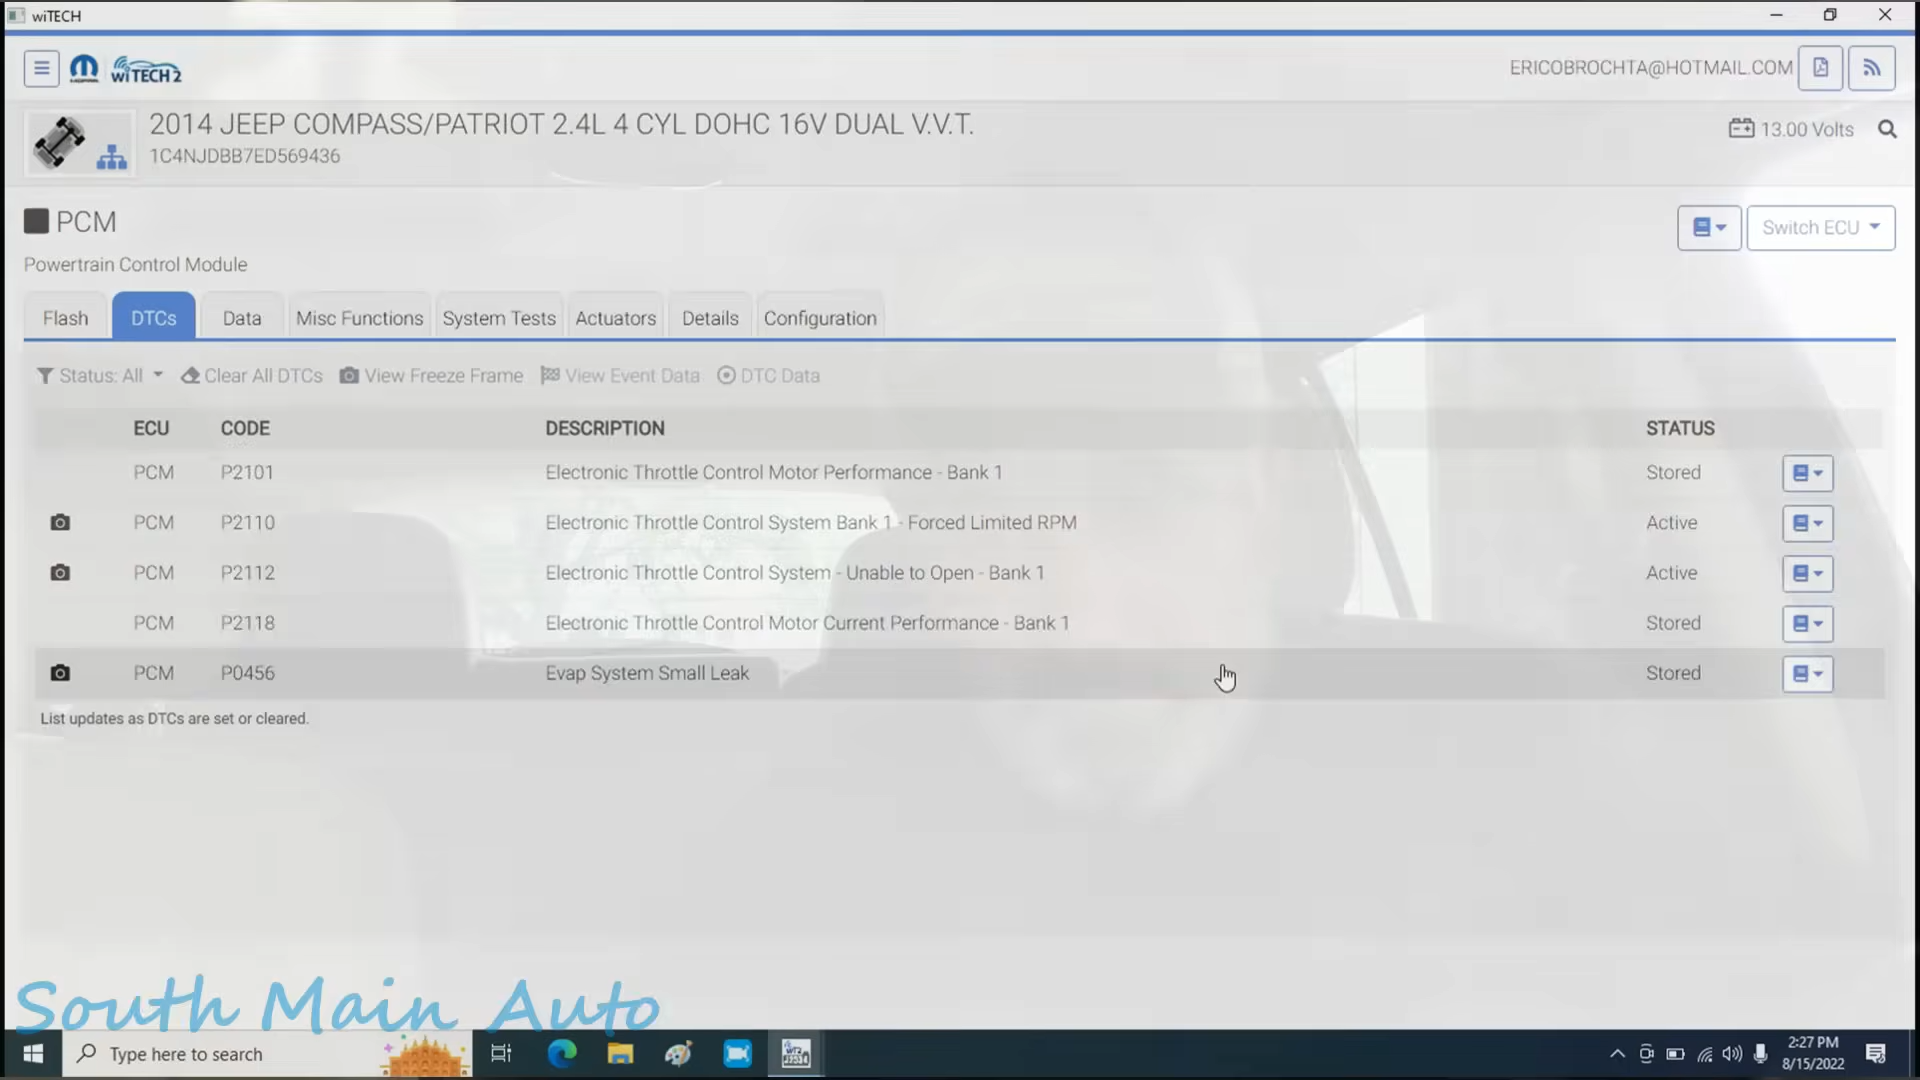 wiTECH
wiTECH 2
ERICOBROCHTA@HOTMAIL.COM
2014 JEEP COMPASS/PATRIOT 2.4L 4 CYL DOHC 16V DUAL V.V.T.
1C4NJDBB7ED569436
13.00 Volts
PCM
Switch ECU
Powertrain Control Module
Flash DTCs Data Misc Functions System Tests Actuators Details Configuration
Status: All Clear All DTCs View Freeze Frame View Event Data DTC Data
ECU CODE DESCRIPTION STATUS
PCM P2101 Electronic Throttle Control Motor Performance - Bank 1 Stored
PCM P2110 Electronic Throttle Control System Bank 1 - Forced Limited RPM Active
PCM P2112 Electronic Throttle Control System - Unable to Open - Bank 1 Active
PCM P2118 Electronic Throttle Control Motor Current Performance - Bank 1 Stored
PCM P0456 Evap System Small Leak Stored
List updates as DTCs are set or cleared.
South Main Auto
Type here to search
2:27 PM
8/15/2022